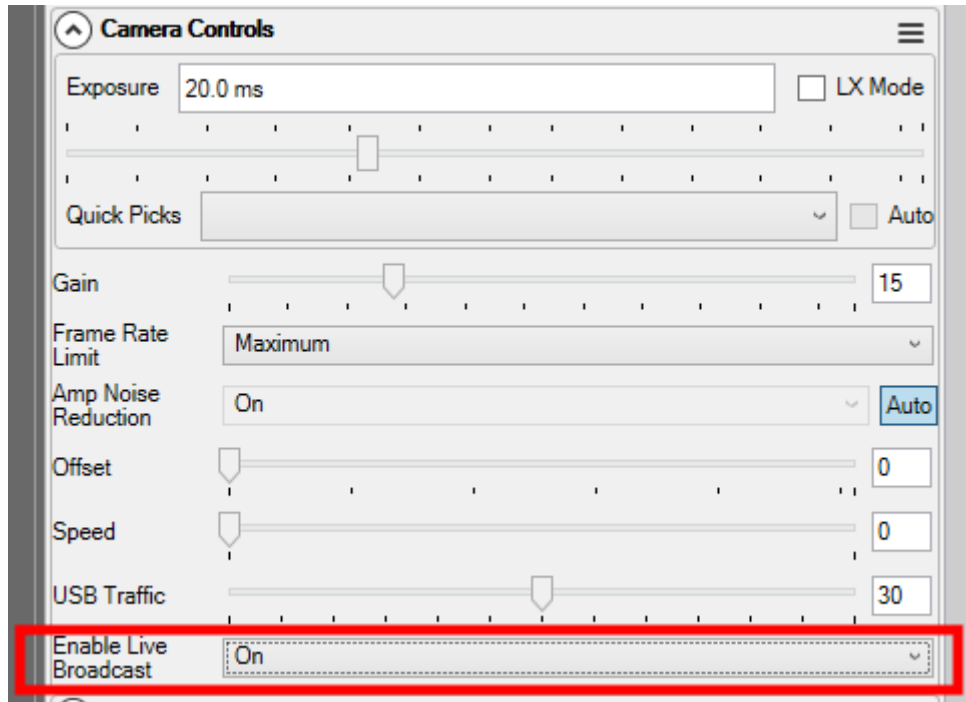 Camera Controls
Exposure 20.0 ms LX Mode
Quick Picks Auto
Gain 15
Frame Rate
Limit
Maximum
Amp Noise
Reduction
On Auto
Offset 0
Speed 0
USB Traffic 30
Enable Live
Broadcast
On